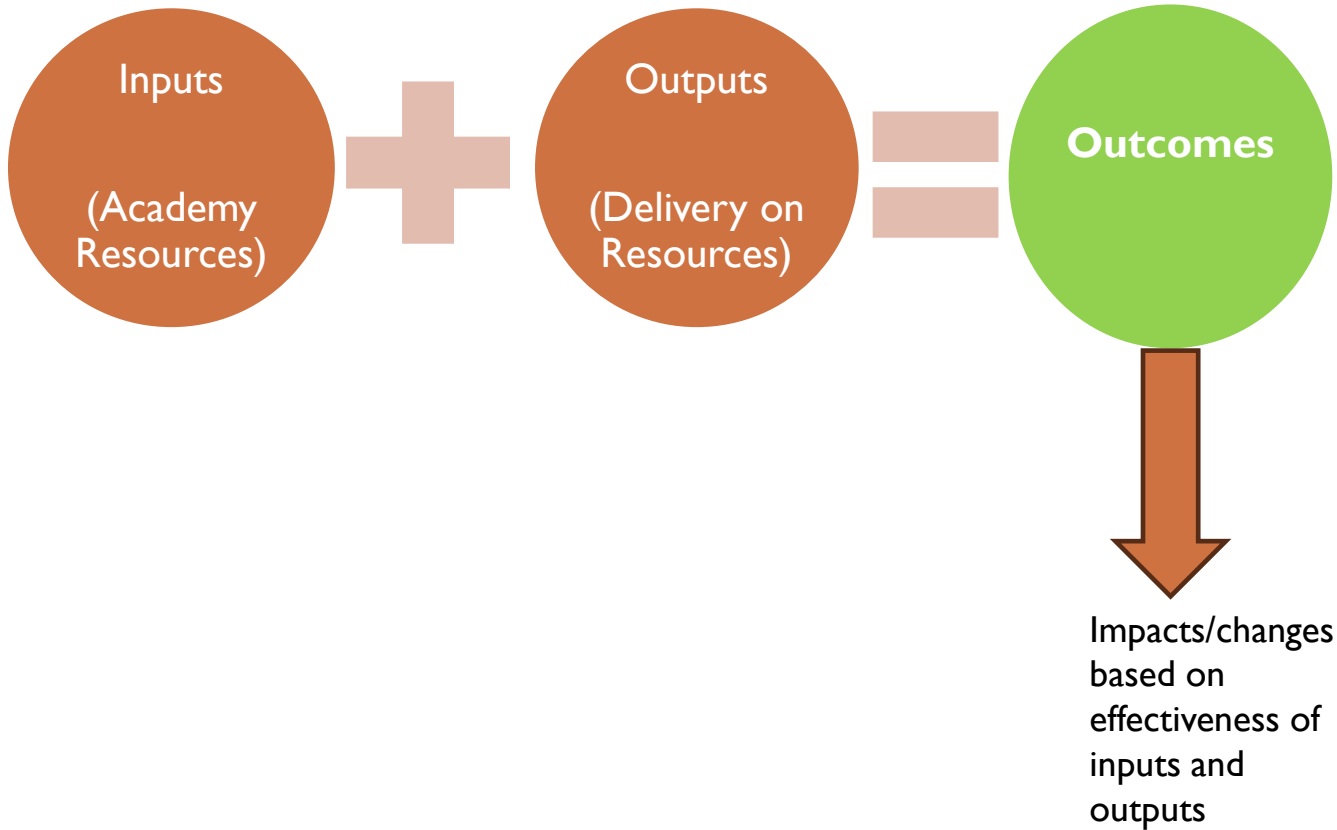 Inputs
(Academy
Resources)
Outputs
(Delivery on
Resources)
Outcomes
Impacts/changes
based on
effectiveness of
inputs and
outputs